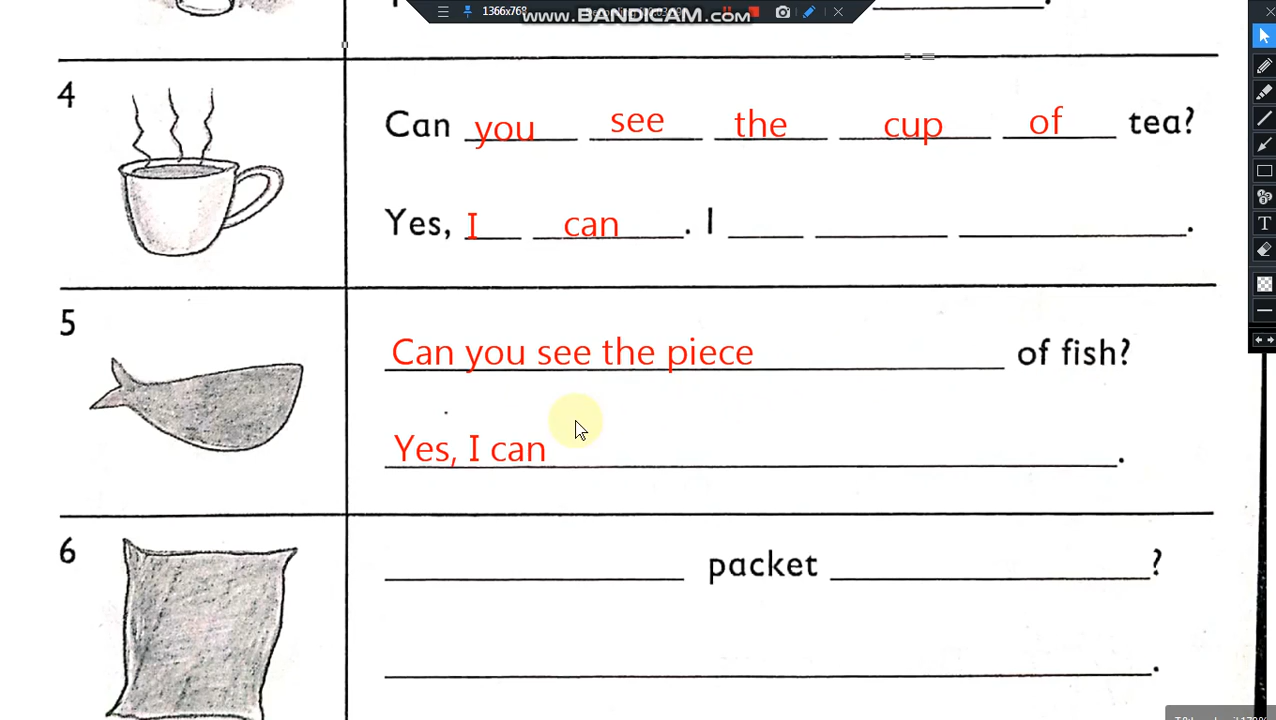 1366x768
www.BANDICAM.com
4
Can you see the cup of tea?
Yes, I can. I
5
Can you see the piece of fish?
Yes, I can.
6
packet ?
.